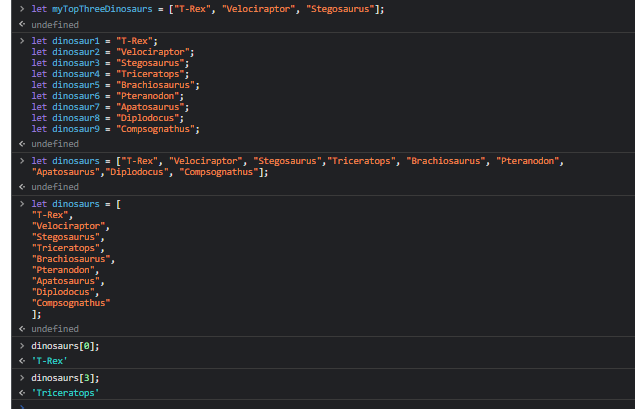 > let myTopThreeDinosaurs = ["T-Rex", "Velociraptor", "Stegosaurus"];
< undefined
> let dinosaur1 = "T-Rex";
let dinosaur2 = "Velociraptor";
let dinosaur3 = "Stegosaurus";
let dinosaur4 = "Triceratops";
let dinosaur5 = "Brachiosaurus";
let dinosaur6 = "Pteranodon";
let dinosaur7 = "Apatosaurus";
let dinosaur8 = "Diplodocus";
let dinosaur9 = "Compsognathus";
< undefined
> let dinosaurs = ["T-Rex", "Velociraptor", "Stegosaurus","Triceratops", "Brachiosaurus", "Pteranodon",
"Apatosaurus","Diplodocus", "Compsognathus"];
< undefined
> let dinosaurs = [
"T-Rex",
"Velociraptor",
"Stegosaurus",
"Triceratops",
"Brachiosaurus",
"Pteranodon",
"Apatosaurus",
"Diplodocus",
"Compsognathus"
];
< undefined
> dinosaurs[0];
< 'T-Rex'
> dinosaurs[3];
< 'Triceratops'